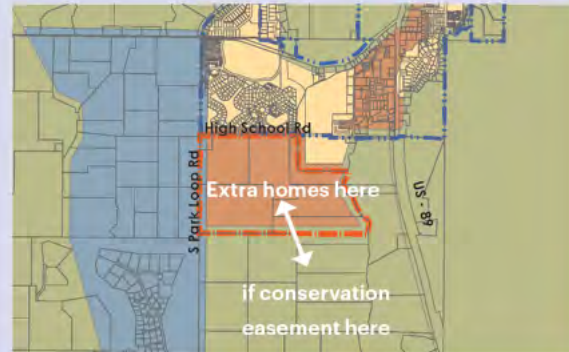 High School Rd
S Park Loop Rd
Extra homes here
US - 89
if conservation
easement here